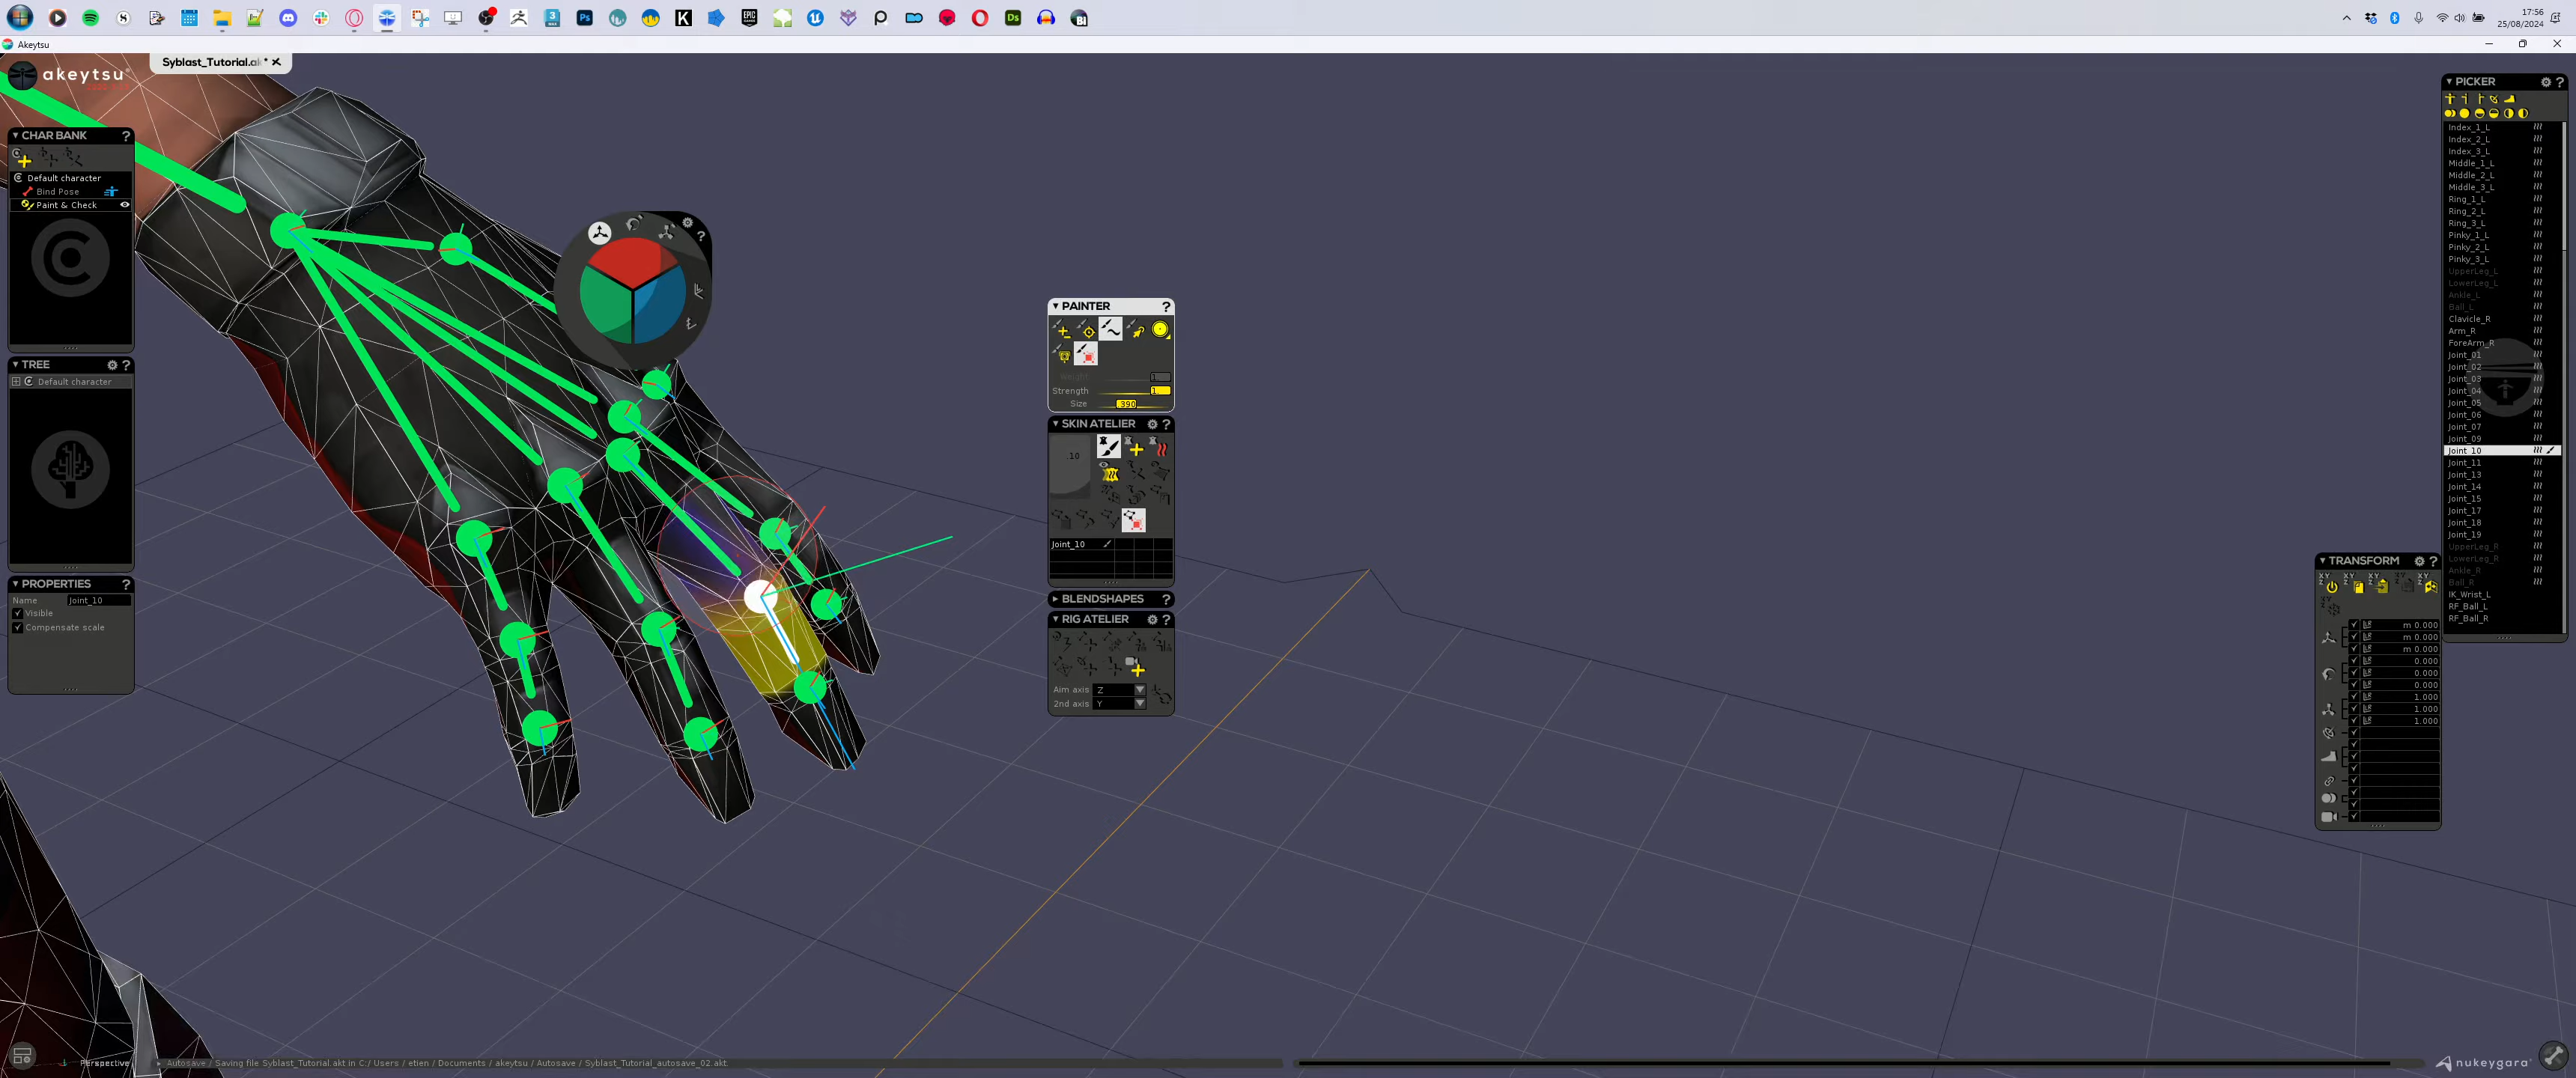 17:56
25/08/2024
Akeytsu
akeytsu
Syblast_Tutorial.ak*
CHAR BANK ?
Default character
Bind Pose
Paint & Check
TREE ?
Default character
PROPERTIES ?
Name Joint_10
Visible
Compensate scale
PAINTER ?
Weight
Strength 1
Size .390
SKIN ATELIER ?
.10
Joint_10
BLENDSHAPES ?
RIG ATELIER ?
Aim axis Z
2nd axis Y
PICKER ?
Index_1_L
Index_2_L
Index_3_L
Middle_1_L
Middle_2_L
Middle_3_L
Ring_1_L
Ring_2_L
Ring_3_L
Pinky_1_L
Pinky_2_L
Pinky_3_L
UpperLeg_L
LowerLeg_L
Ankle_L
Ball_L
Clavicle_R
Arm_R
ForeArm_R
Joint_01
Joint_02
Joint_03
Joint_04
Joint_05
Joint_06
Joint_07
Joint_09
Joint_10
Joint_11
Joint_13
Joint_14
Joint_15
Joint_17
Joint_18
Joint_19
UpperLeg_R
LowerLeg_R
Ankle_R
Ball_R
IK_Wrist_L
RF_Ball_L
RF_Ball_R
TRANSFORM ?
m 0.000
m 0.000
m 0.000
0.000
0.000
0.000
1.000
1.000
1.000
Perspective
Autosave / Saving file Syblast_Tutorial.akt in C:/ Users / etien / Documents / akeytsu / Autosave / Syblast_Tutorial_autosave_02.akt.
nukeygara